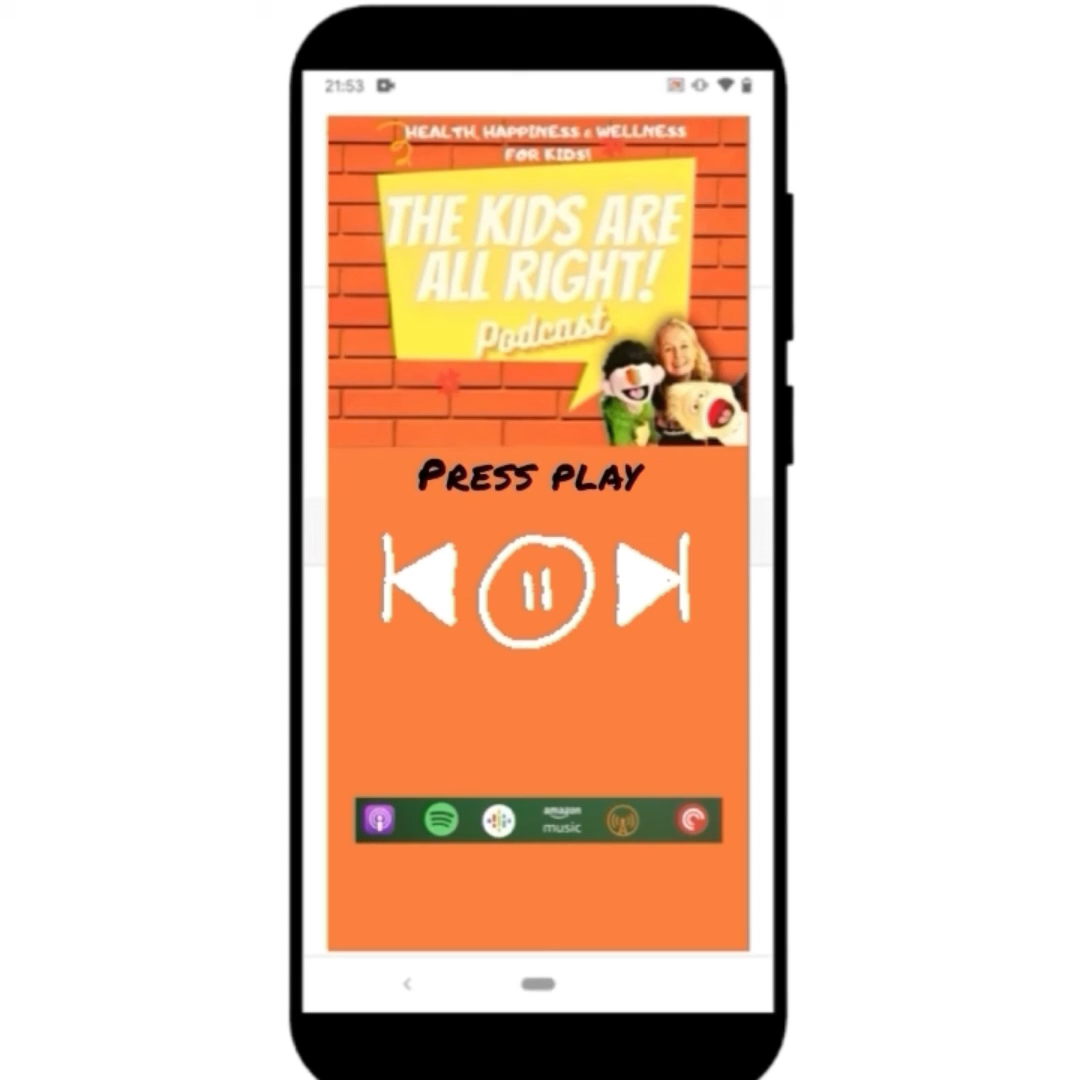 21:53
HEALTH, HAPPINESS & WELLNESS
FOR KIDS!
THE KIDS ARE
ALL RIGHT!
Podcast
PRESS PLAY
amazon
music